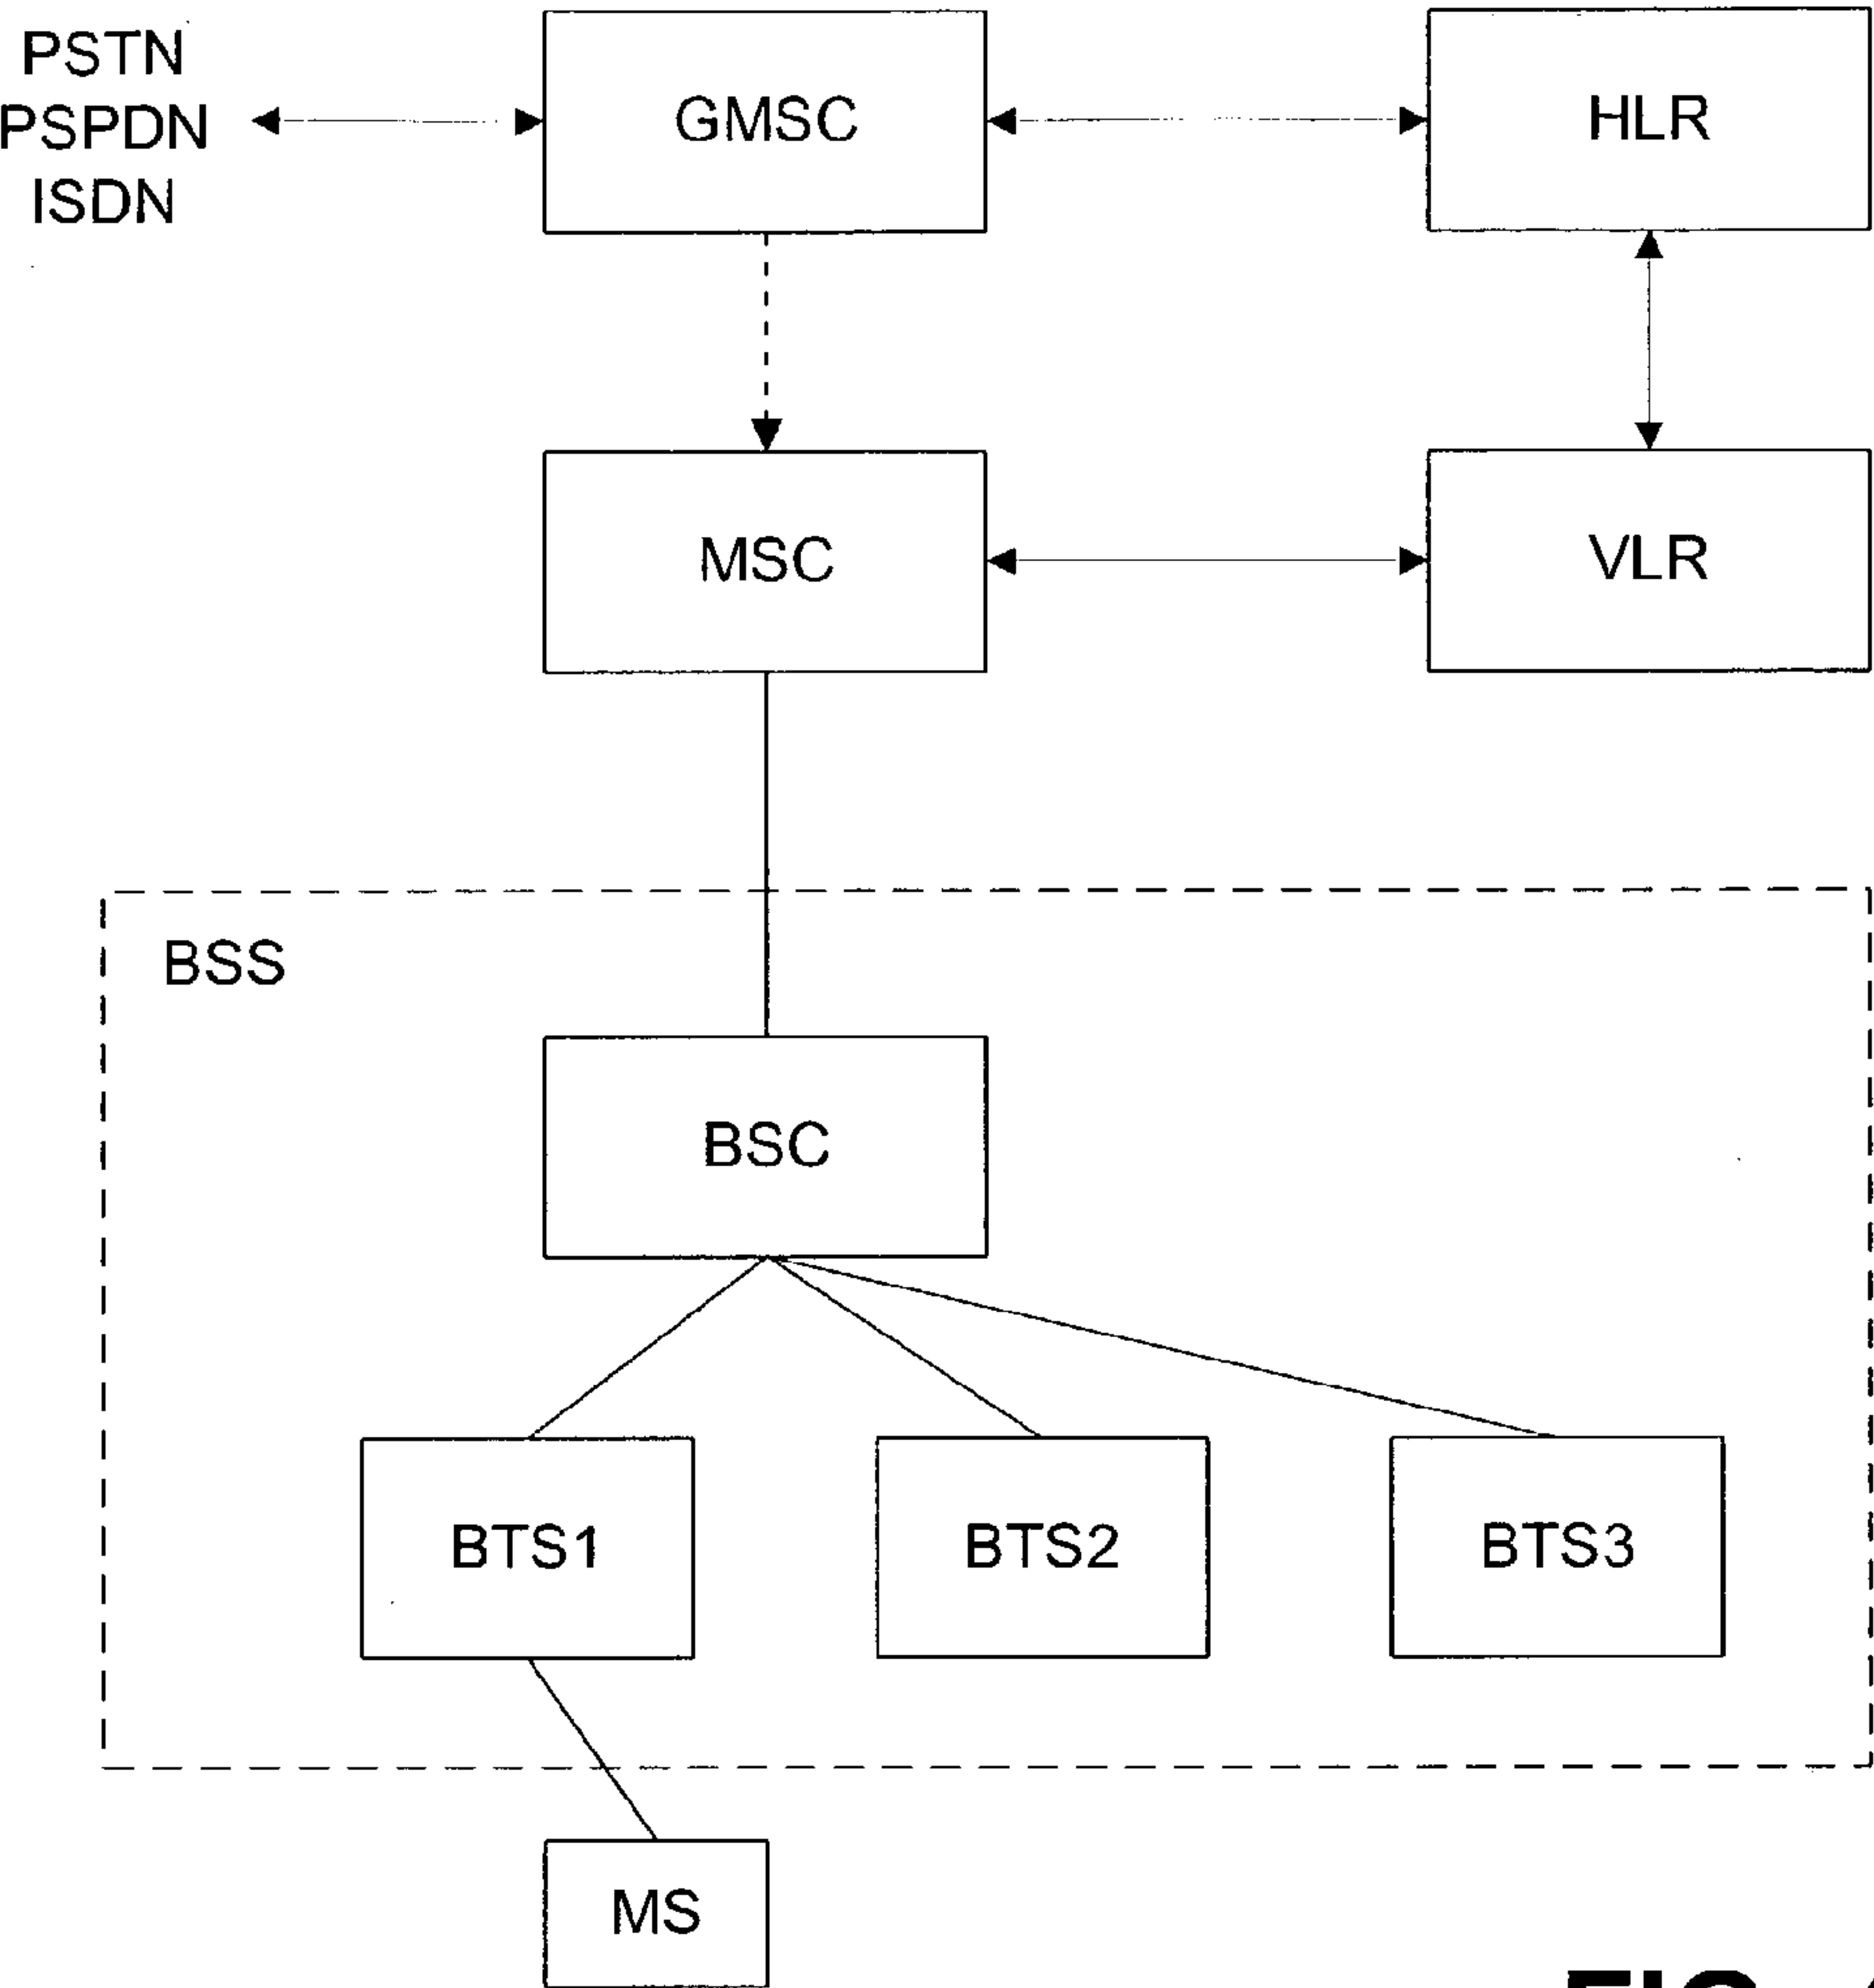 PSTN
PSPDN
ISDN
GMSC
HLR
MSC
VLR
BSS
BSC
BTS1
BTS2
BTS3
MS